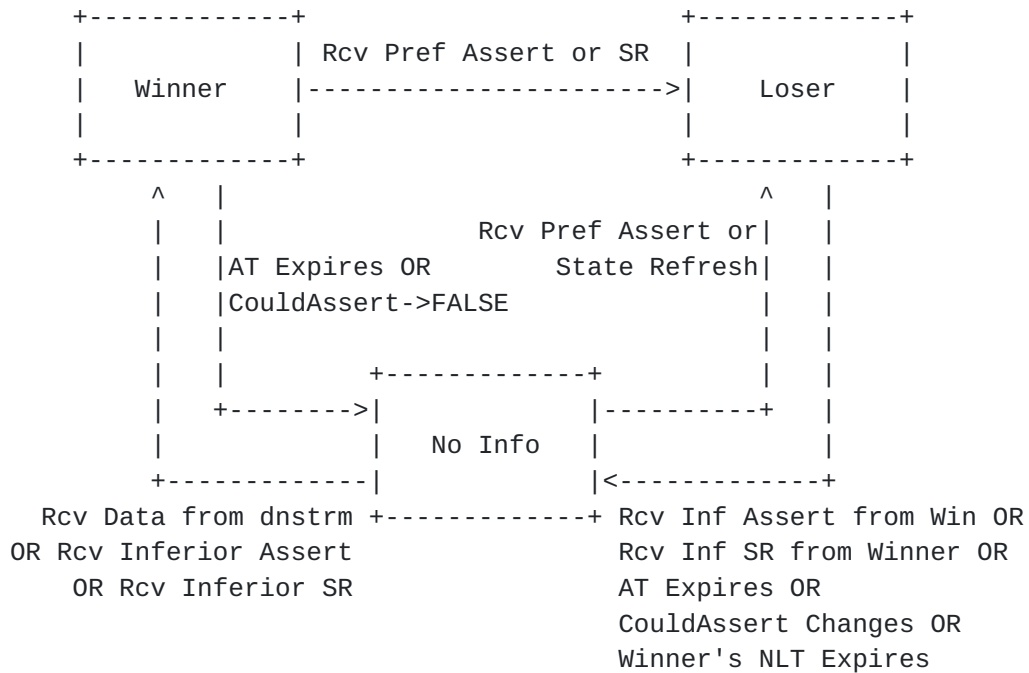 Rcv Pref Assert or SR
Winner
Loser
Rcv Pref Assert or
AT Expires OR
State Refresh
CouldAssert->FALSE
No Info
Rcv Data from dnstrm
Rcv Inf Assert from Win OR
OR Rcv Inferior Assert
Rcv Inf SR from Winner OR
OR Rcv Inferior SR
AT Expires OR
CouldAssert Changes OR
Winner's NLT Expires